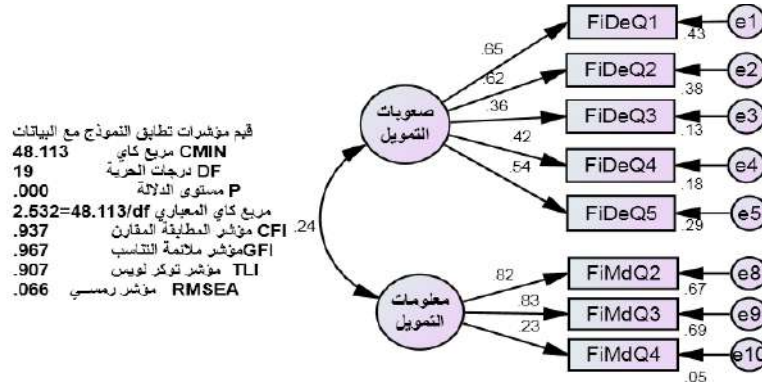 قيم مؤشرات تطابق النموذج مع البيانات
CMIN مربع كاي 48.113
DF درجات الحرية 19
P مستوى الدلالة .000
مربع كاي المعياري 2.532=48.113/df
CFI مؤشر المطابقة المقارن .937
GFI مؤشر ملائمة التناسب .967
TLI مؤشر توكر لويس .907
RMSEA مؤشر رمسي .066
.24
صعوبات
التمويل
.65
.62
.36
.42
.54
FiDeQ1
.43
e1
FiDeQ2
.38
e2
FiDeQ3
.13
e3
FiDeQ4
.18
e4
FiDeQ5
.29
e5
معلومات
التمويل
.82
.83
.23
FiMdQ2
.67
e8
FiMdQ3
.69
e9
FiMdQ4
.05
e10